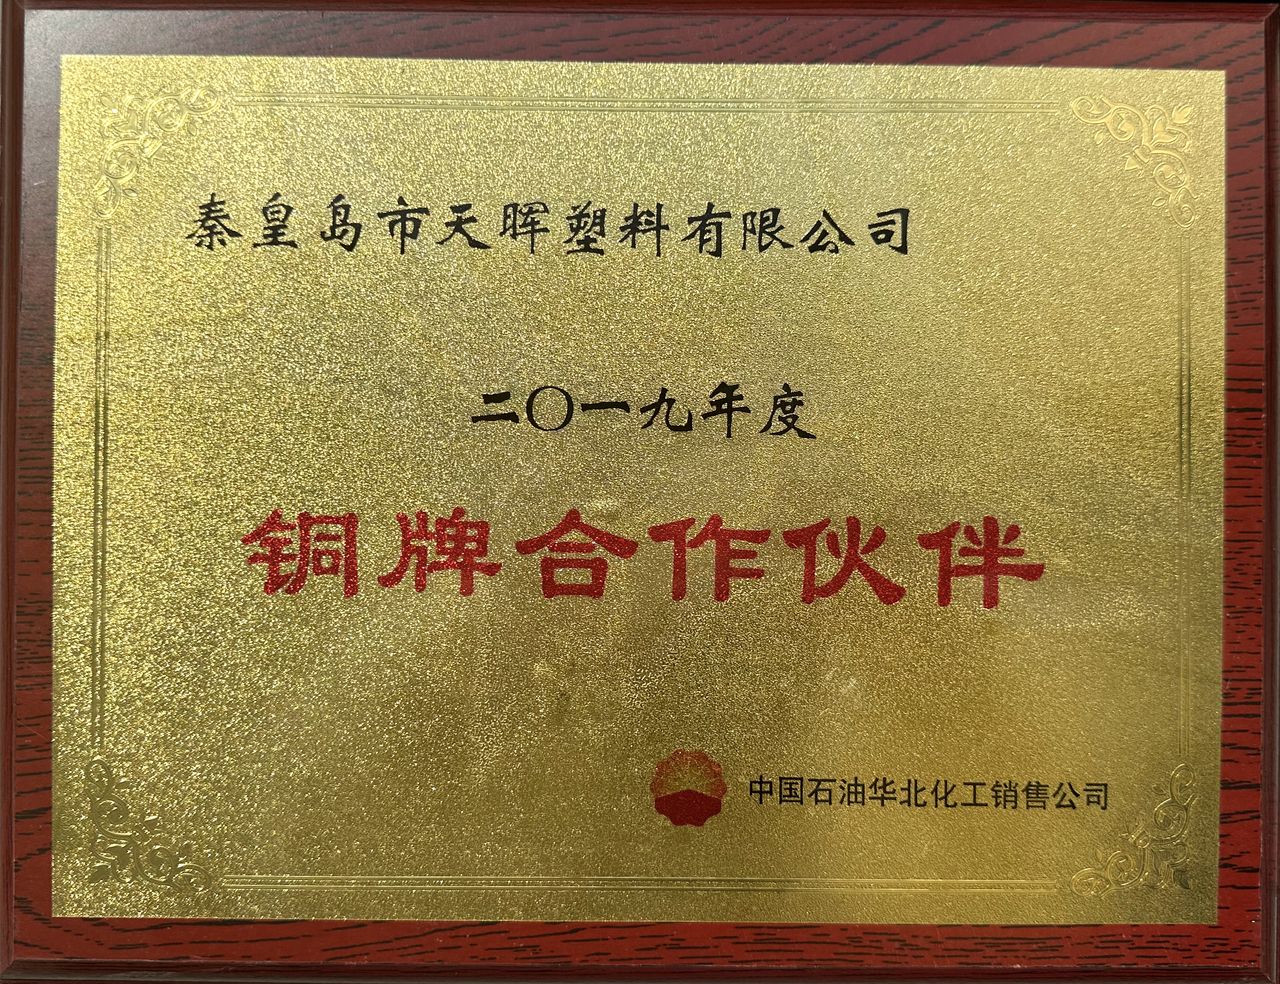 秦皇岛市天晖塑料有限公司
二〇一九年度
铜牌合作伙伴
中国石油华北化工销售公司